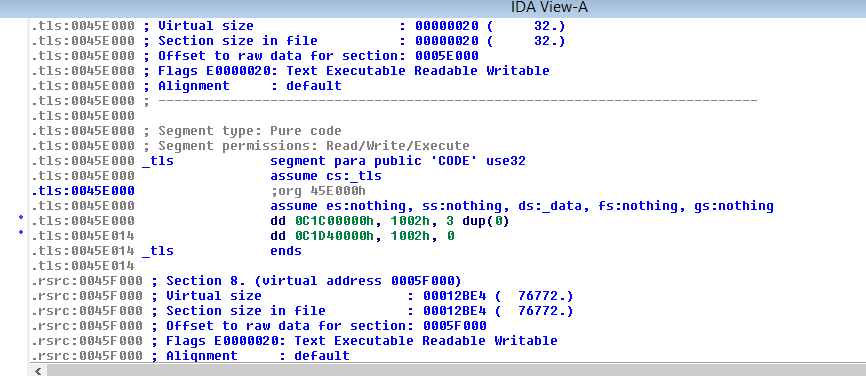 IDA View-A
.tls:0045E000 ; Virtual size : 00000020 ( 32.)
.tls:0045E000 ; Section size in file : 00000020 ( 32.)
.tls:0045E000 ; Offset to raw data for section: 0005E000
.tls:0045E000 ; Flags E0000020: Text Executable Readable Writable
.tls:0045E000 ; Alignment : default
.tls:0045E000 ; ---------------------------------------------------------------------------
.tls:0045E000
.tls:0045E000 ; Segment type: Pure code
.tls:0045E000 ; Segment permissions: Read/Write/Execute
.tls:0045E000 _tls segment para public 'CODE' use32
.tls:0045E000 assume cs:_tls
.tls:0045E000 ;org 45E000h
.tls:0045E000 assume es:nothing, ss:nothing, ds:_data, fs:nothing, gs:nothing
.tls:0045E000 dd 0C1C00000h, 1002h, 3 dup(0)
.tls:0045E014 dd 0C1D40000h, 1002h, 0
.tls:0045E014 _tls ends
.tls:0045E014
.rsrc:0045F000 ; Section 8. (virtual address 0005F000)
.rsrc:0045F000 ; Virtual size : 00012BE4 ( 76772.)
.rsrc:0045F000 ; Section size in file : 00012BE4 ( 76772.)
.rsrc:0045F000 ; Offset to raw data for section: 0005F000
.rsrc:0045F000 ; Flags E0000020: Text Executable Readable Writable
.rsrc:0045F000 ; Alignment : default